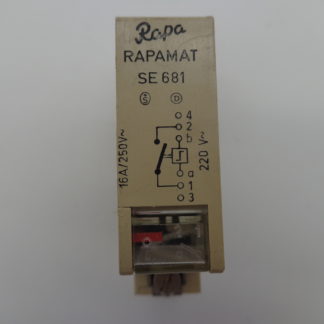 Rapa
RAPAMAT
SE 681
S D
4
2
b
16A/250V~
220 V~
a
1
3